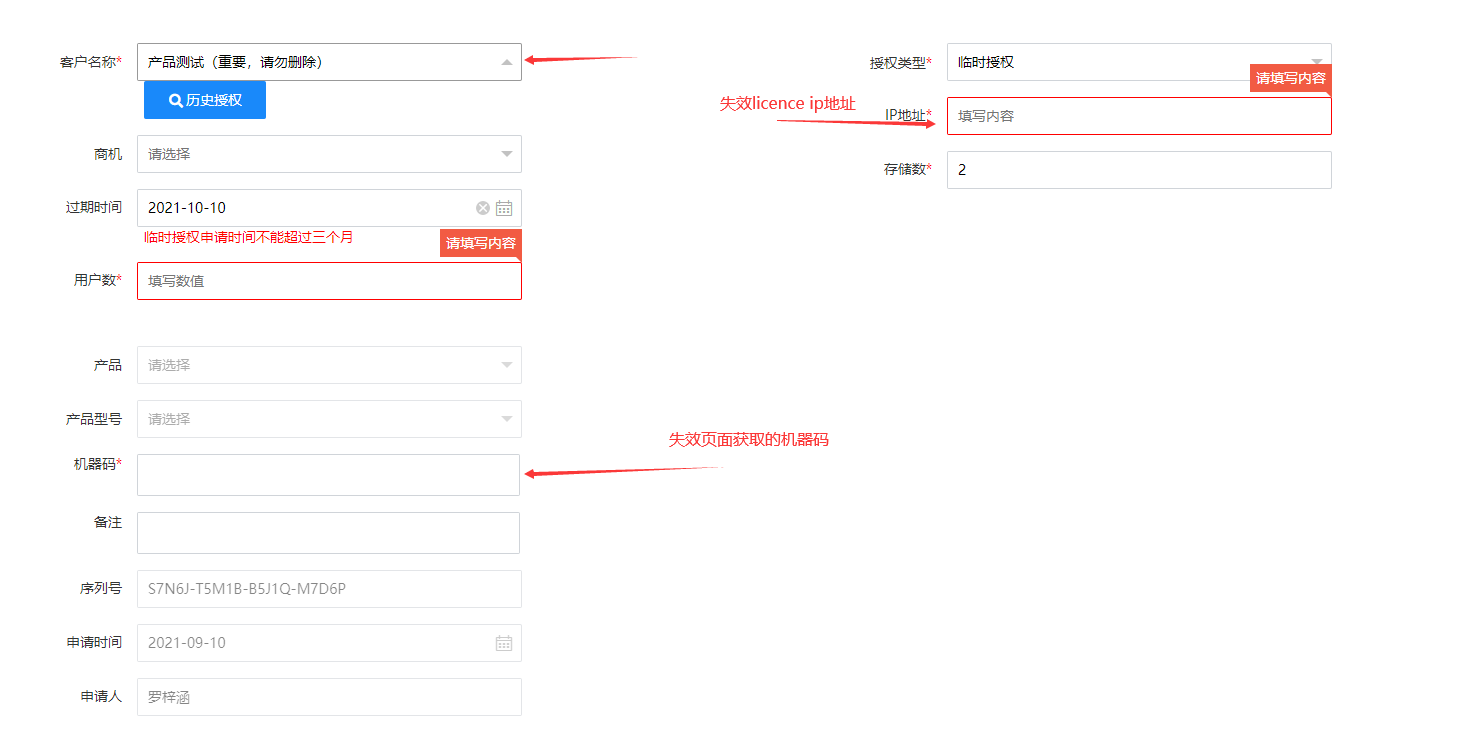 客户名称*
产品测试（重要，请勿删除）
历史授权
商机
请选择
过期时间
2021-10-10
临时授权申请时间不能超过三个月
请填写内容
用户数*
填写数值
授权类型*
临时授权
请填写内容
失效licence ip地址
IP地址*
填写内容
存储数*
2
产品
请选择
产品型号
请选择
失效页面获取的机器码
机器码*
备注
序列号
S7N6J-T5M1B-B5J1Q-M7D6P
申请时间
2021-09-10
申请人
罗梓涵